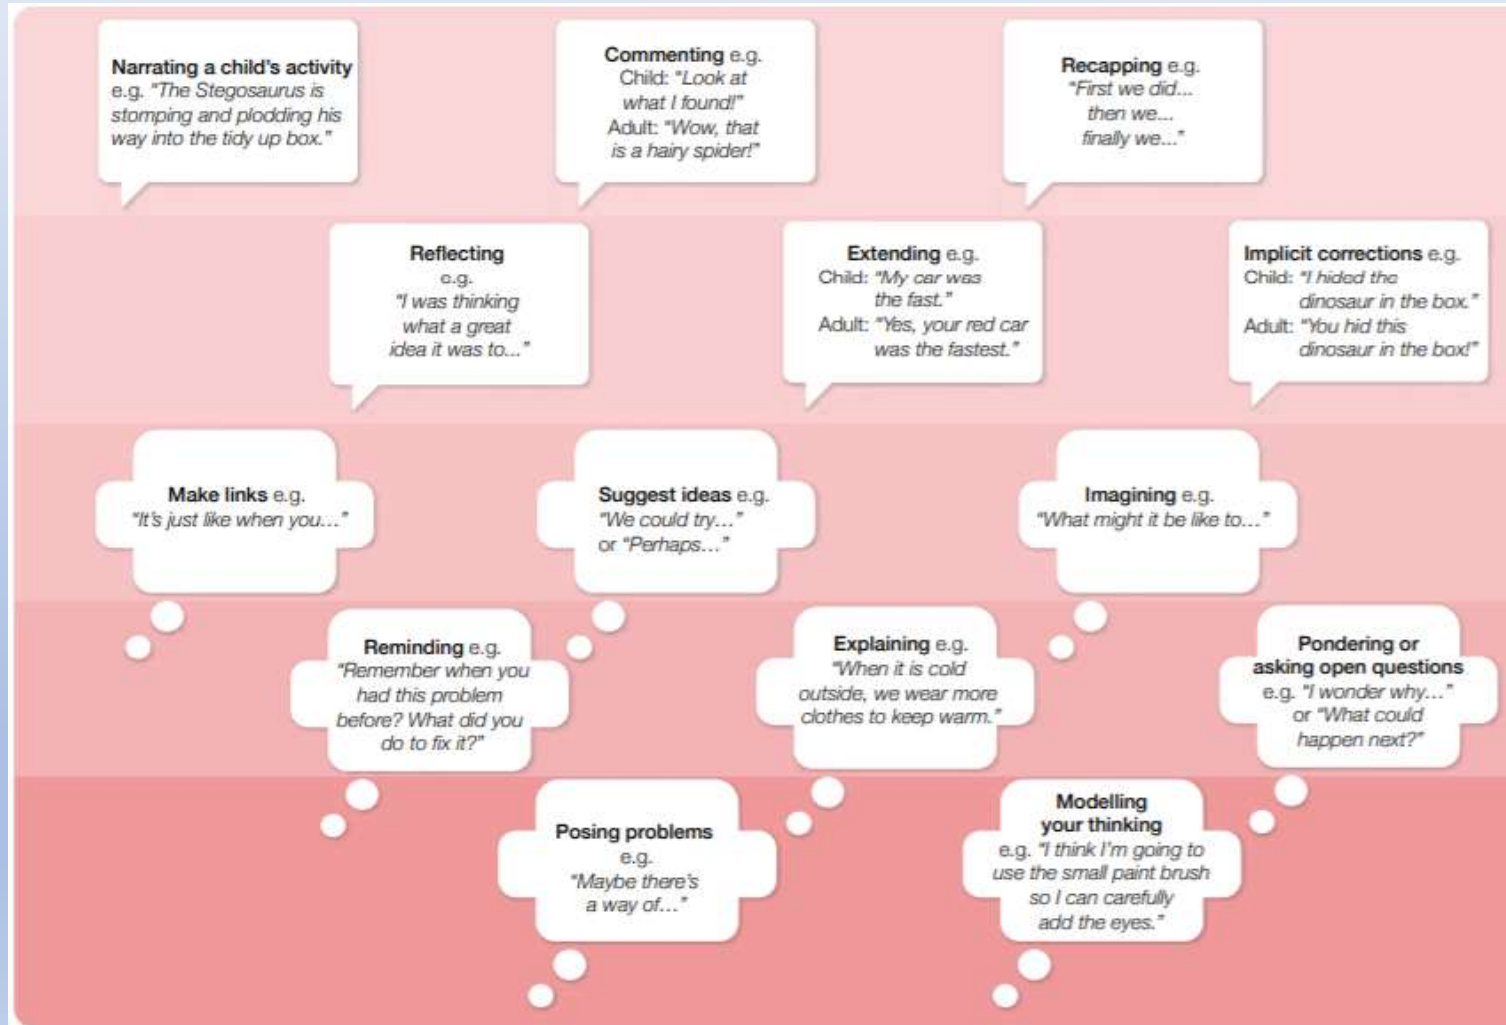 Narrating a child's activity
e.g. "The Stegosaurus is
stomping and plodding his
way into the tidy up box."
Commenting e.g.
Child: "Look at
what I found!"
Adult: "Wow, that
is a hairy spider!"
Recapping e.g.
"First we did...
then we...
finally we..."
Reflecting
e.g.
"I was thinking
what a great
idea it was to..."
Extending e.g.
Child: "My car was
the fast."
Adult: "Yes, your red car
was the fastest."
Implicit corrections e.g.
Child: "I hided the
dinosaur in the box."
Adult: "You hid this
dinosaur in the box!"
Make links e.g.
"It's just like when you..."
Suggest ideas e.g.
"We could try..."
or "Perhaps..."
Imagining e.g.
"What might it be like to..."
Reminding e.g.
"Remember when you
had this problem
before? What did you
do to fix it?"
Explaining e.g.
"When it is cold
outside, we wear more
clothes to keep warm."
Pondering or
asking open questions
e.g. "I wonder why..."
or "What could
happen next?"
Posing problems
e.g.
"Maybe there's
a way of..."
Modelling
your thinking
e.g. "I think I'm going to
use the small paint brush
so I can carefully
add the eyes."